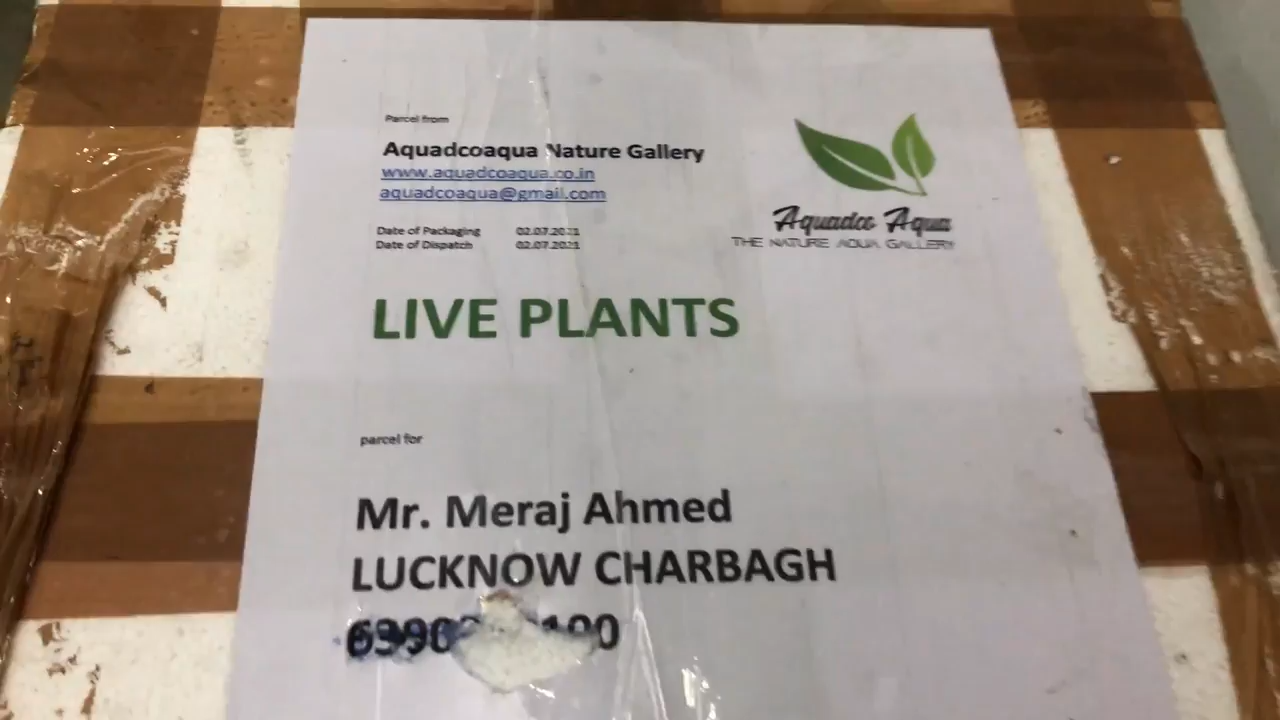 Parcel from
Aquadcoaqua Nature Gallery
www.aquadcoaqua.co.in
aquadcoaqua@gmail.com
Date of Packaging 02.07.2021
Date of Dispatch 02.07.2021
Aquadco Aqua
THE NATURE AQUA GALLERY
LIVE PLANTS
parcel for
Mr. Meraj Ahmed
LUCKNOW CHARBAGH